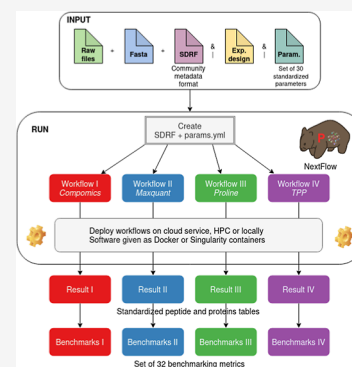 INPUT
Raw
files
+
Fasta
+
SDRF
&
|
Exp.
design
&
|
Param.
Community
metadata
format
Set of 30
standardized
parameters
RUN
Create
SDRF + params.yml
NextFlow
Workflow I
Compomics
Workflow II
Maxquant
Workflow III
Proline
Workflow IV
TPP
Deploy workflows on cloud service, HPC or locally
Software given as Docker or Singularity containers
Result I
Result II
Result III
Result IV
Standardized peptide and proteins tables
Benchmarks I
Benchmarks II
Benchmarks III
Benchmarks IV
Set of 32 benchmarking metrics